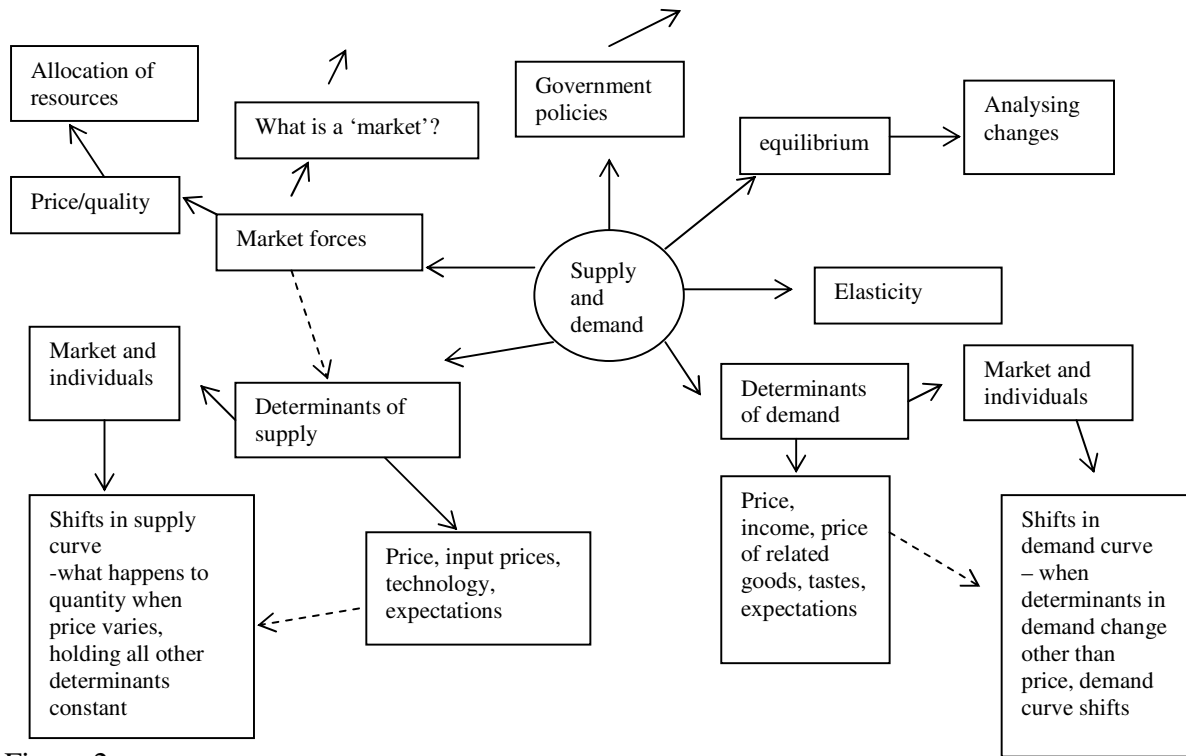 Allocation of
resources
What is a ‘market’?
Government
policies
equilibrium
Analysing
changes
Price/quality
Market forces
Supply
and
demand
Elasticity
Market and
individuals
Determinants of
supply
Determinants
of demand
Market and
individuals
Shifts in supply
curve
-what happens to
quantity when
price varies,
holding all other
determinants
constant
Price, input prices,
technology,
expectations
Price,
income, price
of related
goods, tastes,
expectations
Shifts in
demand curve
– when
determinants in
demand change
other than
price, demand
curve shifts